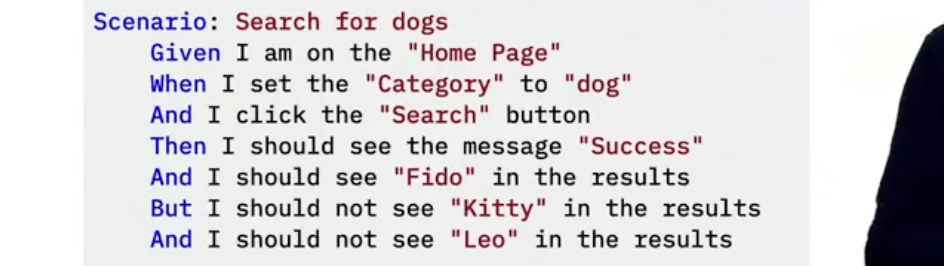 Scenario: Search for dogs
Given I am on the "Home Page"
When I set the "Category" to "dog"
And I click the "Search" button
Then I should see the message "Success"
And I should see "Fido" in the results
But I should not see "Kitty" in the results
And I should not see "Leo" in the results